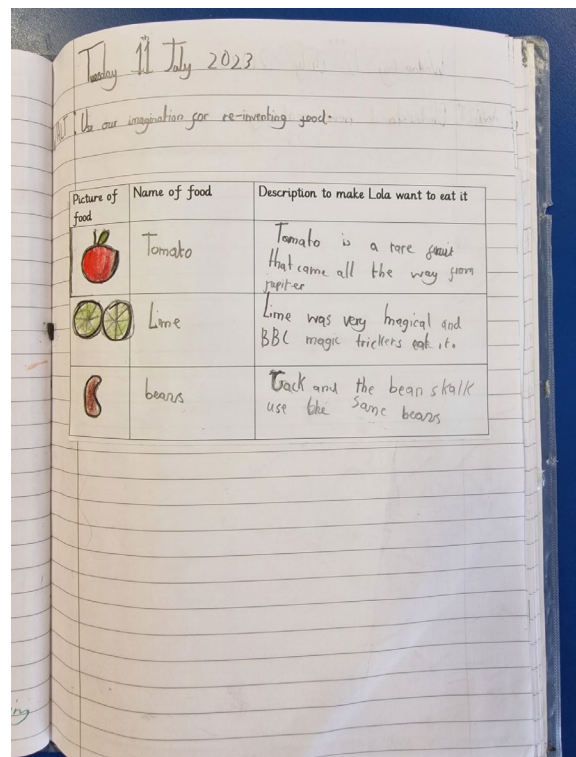 Tuesday 11th July 2023
Use our imagination for re-inventing food.
Picture of food
Name of food
Description to make Lola want to eat it
Tomato
Tomato is a rare fruit
that came all the way from
jupiter
Lime
Lime was very magical and
BBC magic trickers eat it.
beans
Jack and the bean stalk
use the same beans